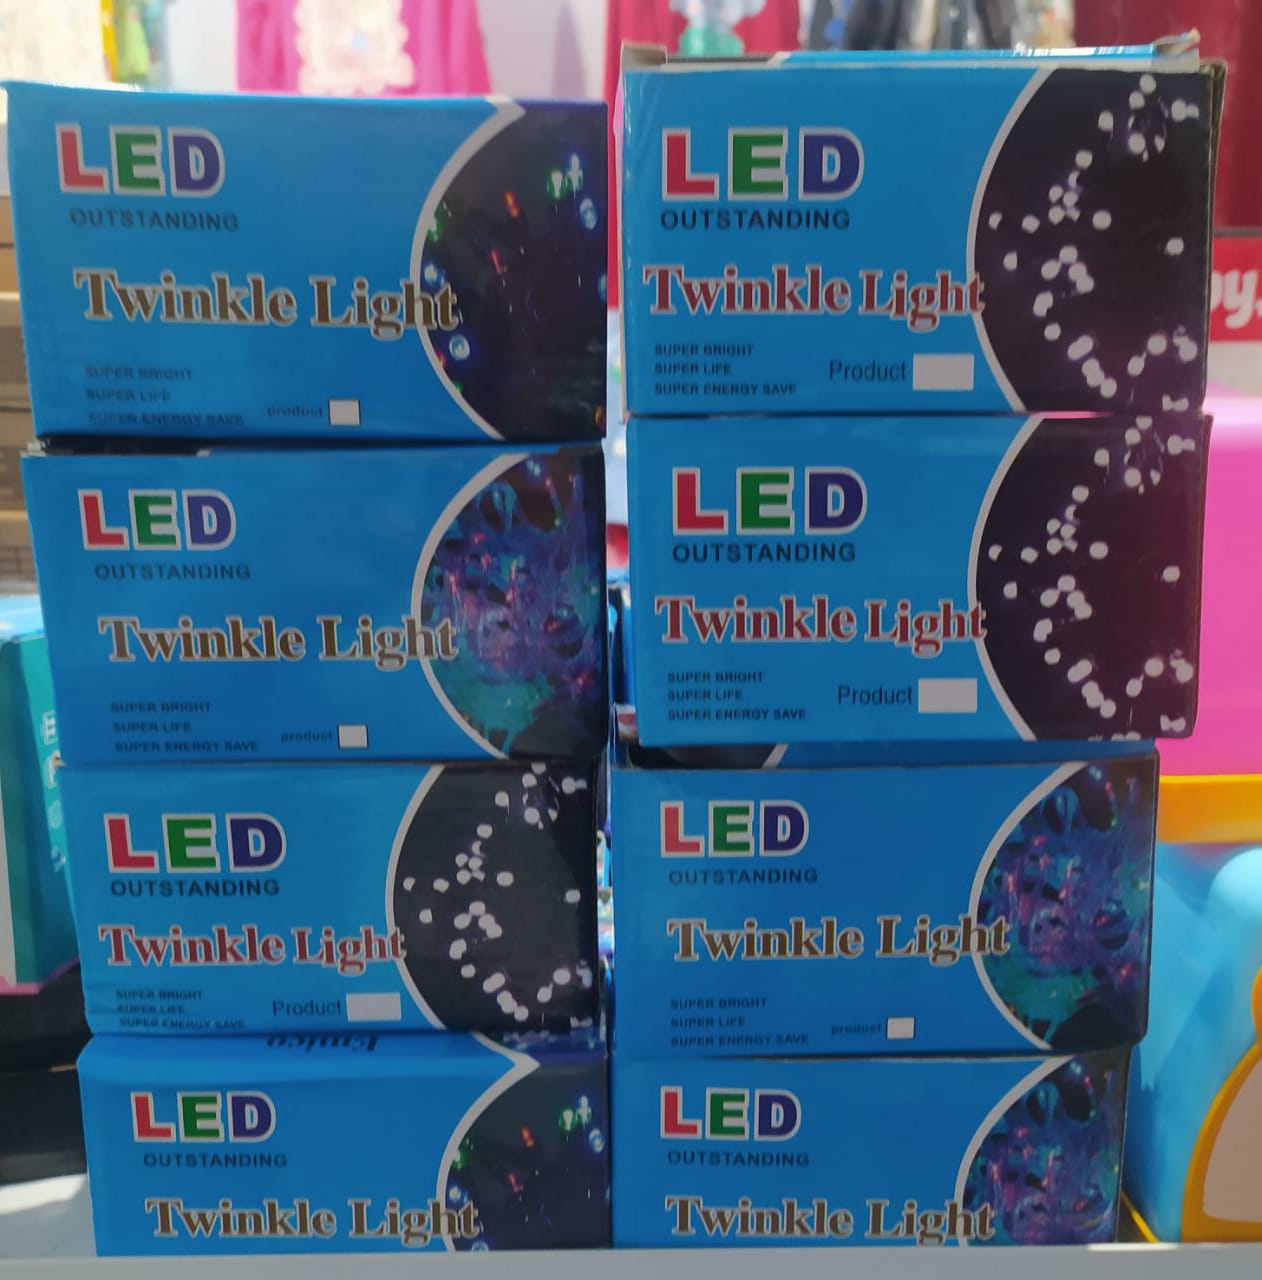 LED
OUTSTANDING
Twinkle Light
SUPER BRIGHT
SUPER LIFE
SUPER ENERGY SAVE
product
LED
OUTSTANDING
Twinkle Light
SUPER BRIGHT
SUPER LIFE
SUPER ENERGY SAVE
product
LED
OUTSTANDING
Twinkle Light
SUPER BRIGHT
SUPER LIFE
SUPER ENERGY SAVE
Product
Emico
LED
OUTSTANDING
Twinkle Light
LED
OUTSTANDING
Twinkle Light
SUPER BRIGHT
SUPER LIFE
SUPER ENERGY SAVE
Product
LED
OUTSTANDING
Twinkle Light
SUPER BRIGHT
SUPER LIFE
SUPER ENERGY SAVE
Product
LED
OUTSTANDING
Twinkle Light
SUPER BRIGHT
SUPER LIFE
SUPER ENERGY SAVE
product
LED
OUTSTANDING
Twinkle Light